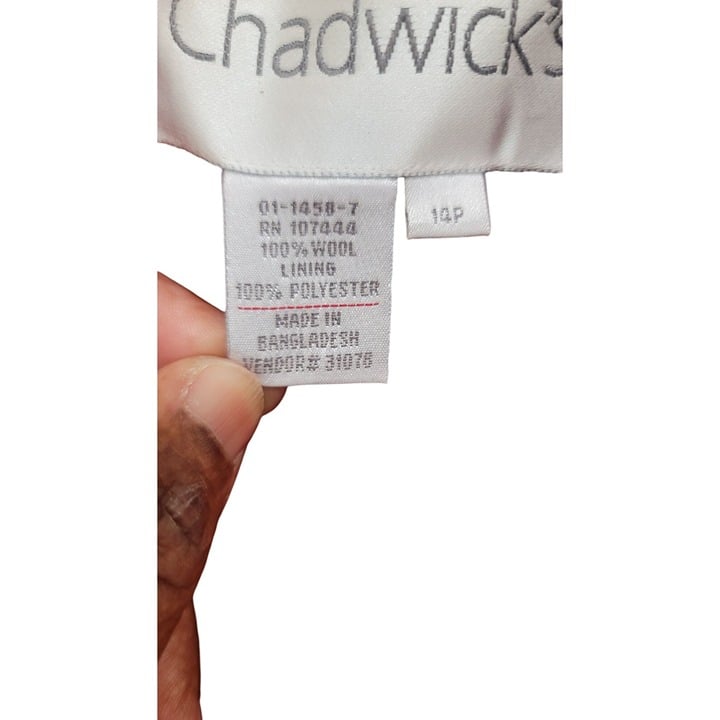 Chadwick's
01-1458-7
RN 107444
100% WOOL
LINING
100% POLYESTER
MADE IN
BANGLADESH
VENDOR# 31078
14P